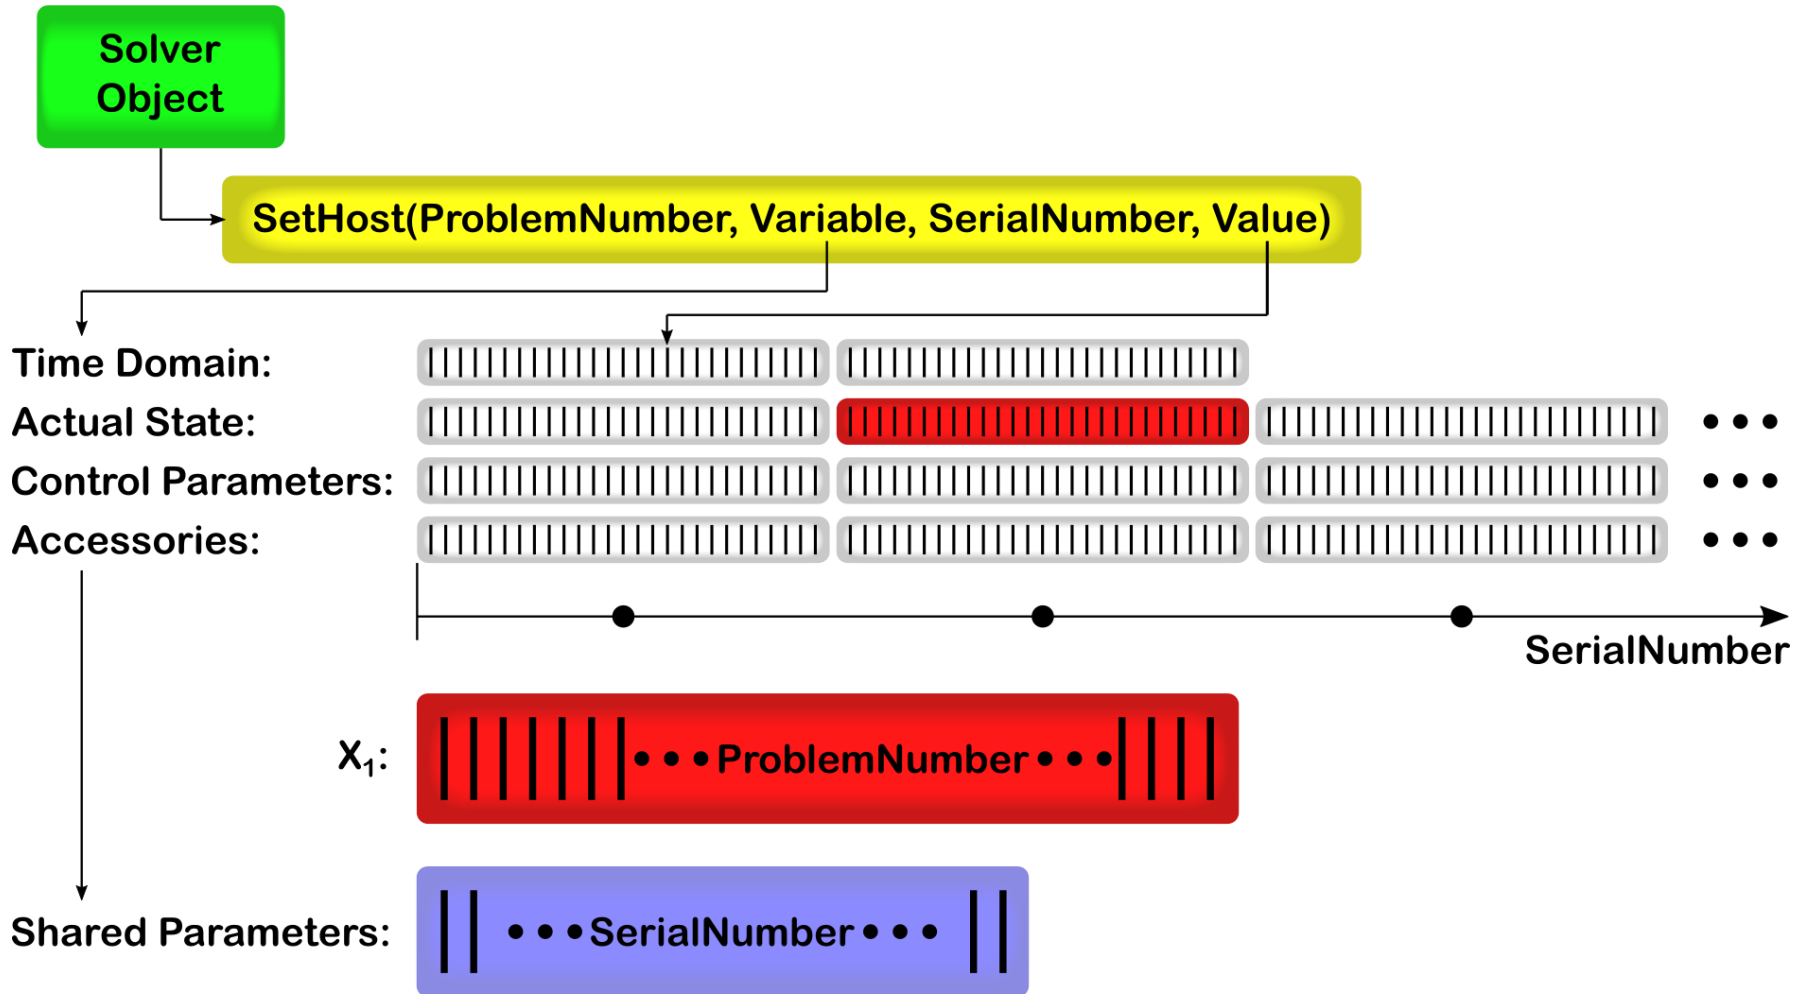 Solver
Object
SetHost(ProblemNumber, Variable, SerialNumber, Value)
Time Domain:
Actual State:
Control Parameters:
Accessories:
SerialNumber
X₁:
•••ProblemNumber•••
Shared Parameters:
•••SerialNumber•••